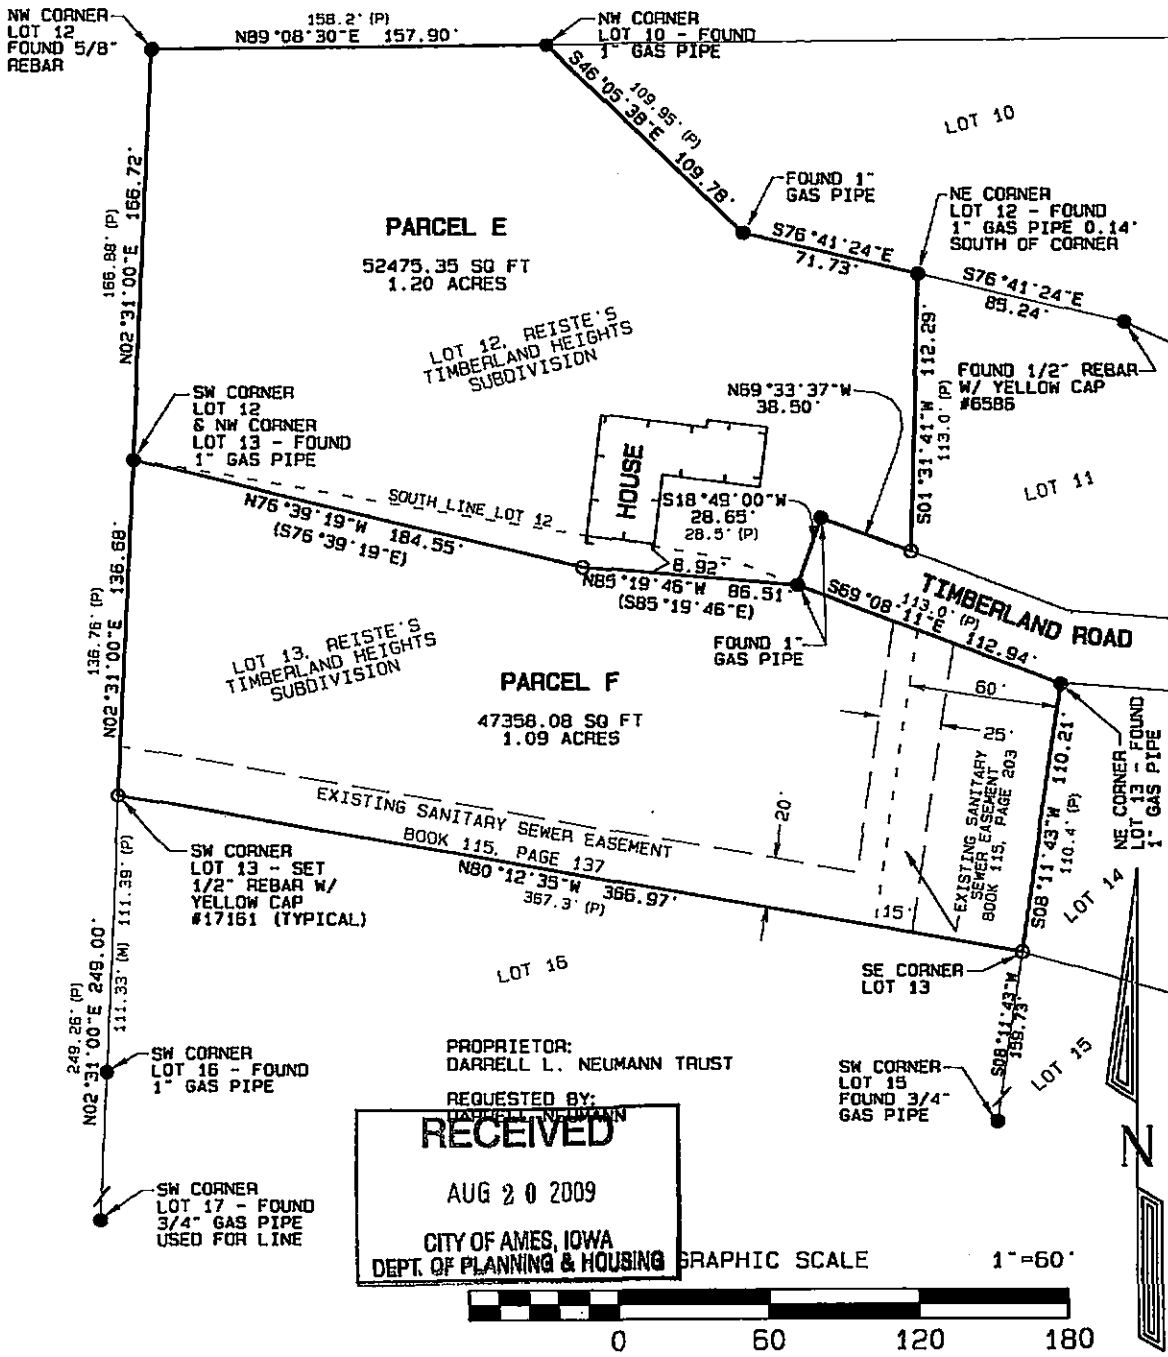 NW CORNER
LOT 12
FOUND 5/8"
REBAR
158.2' (P)
N89°08'30"E 157.90'
NW CORNER
LOT 10 - FOUND
1" GAS PIPE
109.95' (P)
S46°05'38"E 109.78'
LOT 10
FOUND 1"
GAS PIPE
NE CORNER
LOT 12 - FOUND
1" GAS PIPE 0.14'
SOUTH OF CORNER
S76°41'24"E
71.73'
S76°41'24"E
85.24'
166.88' (P)
N02°31'00"E 166.72'
PARCEL E
52475.35 SQ FT
1.20 ACRES
LOT 12, REISTE'S
TIMBERLAND HEIGHTS
SUBDIVISION
FOUND 1/2" REBAR
W/ YELLOW CAP
#6586
N69°33'37"W
38.50'
S01°31'41"W 112.29'
113.0' (P)
SW CORNER
LOT 12
& NW CORNER
LOT 13 - FOUND
1" GAS PIPE
HOUSE
LOT 11
SOUTH LINE LOT 12
N76°39'19"W 184.55'
(S76°39'19"E)
S18°49'00"W
28.65'
28.5' (P)
8.92'
N85°19'46"W 86.51'
(S85°19'46"E)
TIMBERLAND ROAD
113.0' (P)
S69°08'11"E 112.94'
FOUND 1"
GAS PIPE
136.76' (P)
N02°31'00"E 136.68'
LOT 13, REISTE'S
TIMBERLAND HEIGHTS
SUBDIVISION
PARCEL F
47358.08 SQ FT
1.09 ACRES
60'
25'
EXISTING SANITARY
SEWER EASEMENT
BOOK 115, PAGE 203
S08°11'43"W 110.21'
110.4' (P)
NE CORNER
LOT 13 - FOUND
1" GAS PIPE
EXISTING SANITARY SEWER EASEMENT
BOOK 115, PAGE 137
20'
N80°12'35"W 366.97'
367.3' (P)
15'
LOT 14
SW CORNER
LOT 13 - SET
1/2" REBAR W/
YELLOW CAP
#17161 (TYPICAL)
SE CORNER
LOT 13
LOT 16
249.26' (P)
N02°31'00"E 249.00'
111.33' (M) 111.39' (P)
S08°11'43"W
159.73'
LOT 15
SW CORNER
LOT 16 - FOUND
1" GAS PIPE
PROPRIETOR:
DARRELL L. NEUMANN TRUST
REQUESTED BY:
DARRELL NEUMANN
SW CORNER
LOT 15
FOUND 3/4"
GAS PIPE
RECEIVED
AUG 20 2009
CITY OF AMES, IOWA
DEPT. OF PLANNING & HOUSING
SW CORNER
LOT 17 - FOUND
3/4" GAS PIPE
USED FOR LINE
N
GRAPHIC SCALE 1"=60'
0 60 120 180